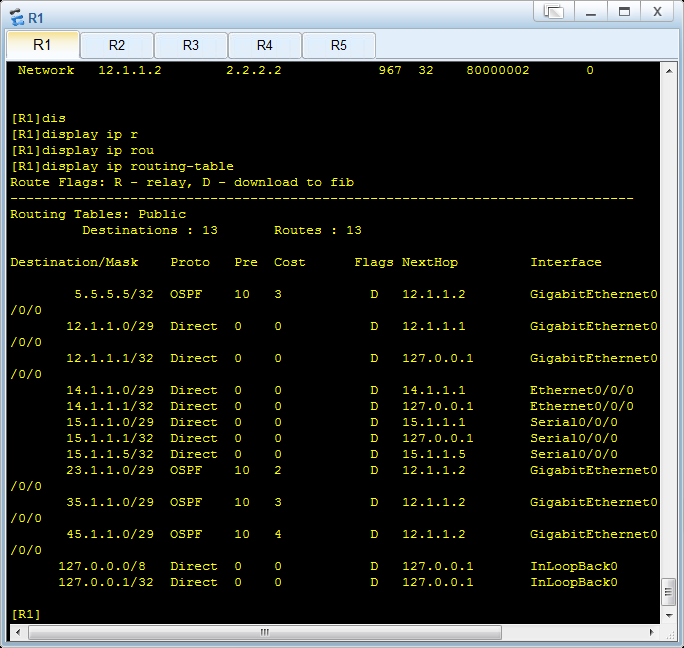 R1
R1 R2 R3 R4 R5
Network 12.1.1.2 2.2.2.2 967 32 80000002 0
[R1]dis
[R1]display ip r
[R1]display ip rou
[R1]display ip routing-table
Route Flags: R - relay, D - download to fib
------------------------------------------------------------------------------
Routing Tables: Public
Destinations : 13 Routes : 13
Destination/Mask Proto Pre Cost Flags NextHop Interface
5.5.5.5/32 OSPF 10 3 D 12.1.1.2 GigabitEthernet0
/0/0
12.1.1.0/29 Direct 0 0 D 12.1.1.1 GigabitEthernet0
/0/0
12.1.1.1/32 Direct 0 0 D 127.0.0.1 GigabitEthernet0
/0/0
14.1.1.0/29 Direct 0 0 D 14.1.1.1 Ethernet0/0/0
14.1.1.1/32 Direct 0 0 D 127.0.0.1 Ethernet0/0/0
15.1.1.0/29 Direct 0 0 D 15.1.1.1 Serial0/0/0
15.1.1.1/32 Direct 0 0 D 127.0.0.1 Serial0/0/0
15.1.1.5/32 Direct 0 0 D 15.1.1.5 Serial0/0/0
23.1.1.0/29 OSPF 10 2 D 12.1.1.2 GigabitEthernet0
/0/0
35.1.1.0/29 OSPF 10 3 D 12.1.1.2 GigabitEthernet0
/0/0
45.1.1.0/29 OSPF 10 4 D 12.1.1.2 GigabitEthernet0
/0/0
127.0.0.0/8 Direct 0 0 D 127.0.0.1 InLoopBack0
127.0.0.1/32 Direct 0 0 D 127.0.0.1 InLoopBack0
[R1]